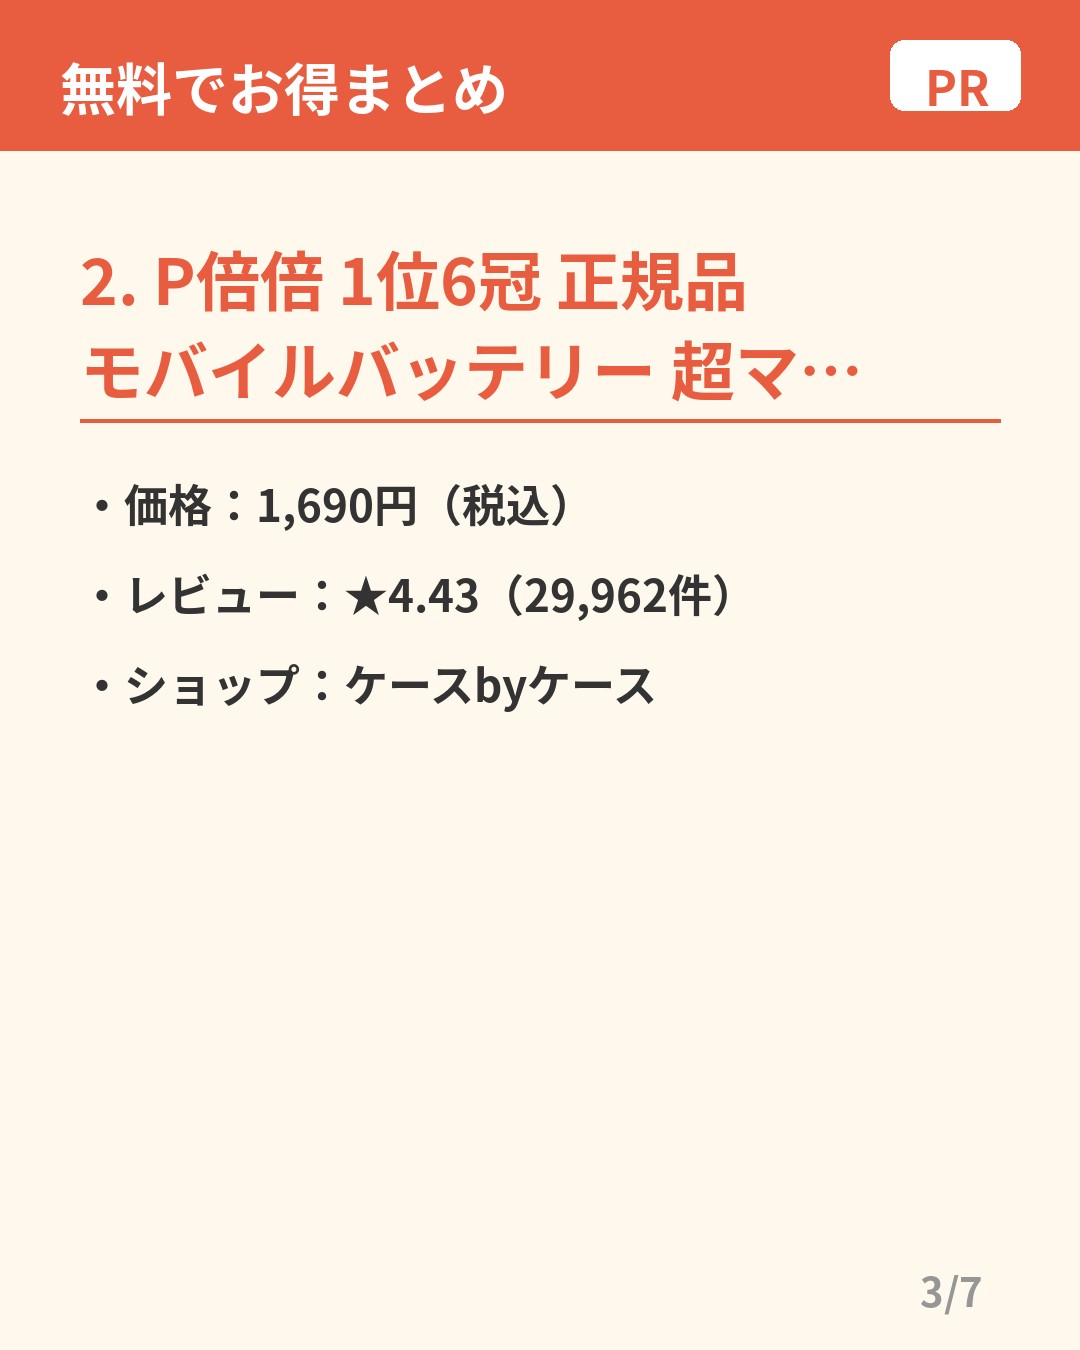 無料でお得まとめ
PR
2. P倍倍 1位6冠 正規品
モバイルバッテリー 超マ…
・価格：1,690円（税込）
・レビュー：★4.43（29,962件）
・ショップ：ケースbyケース
3/7